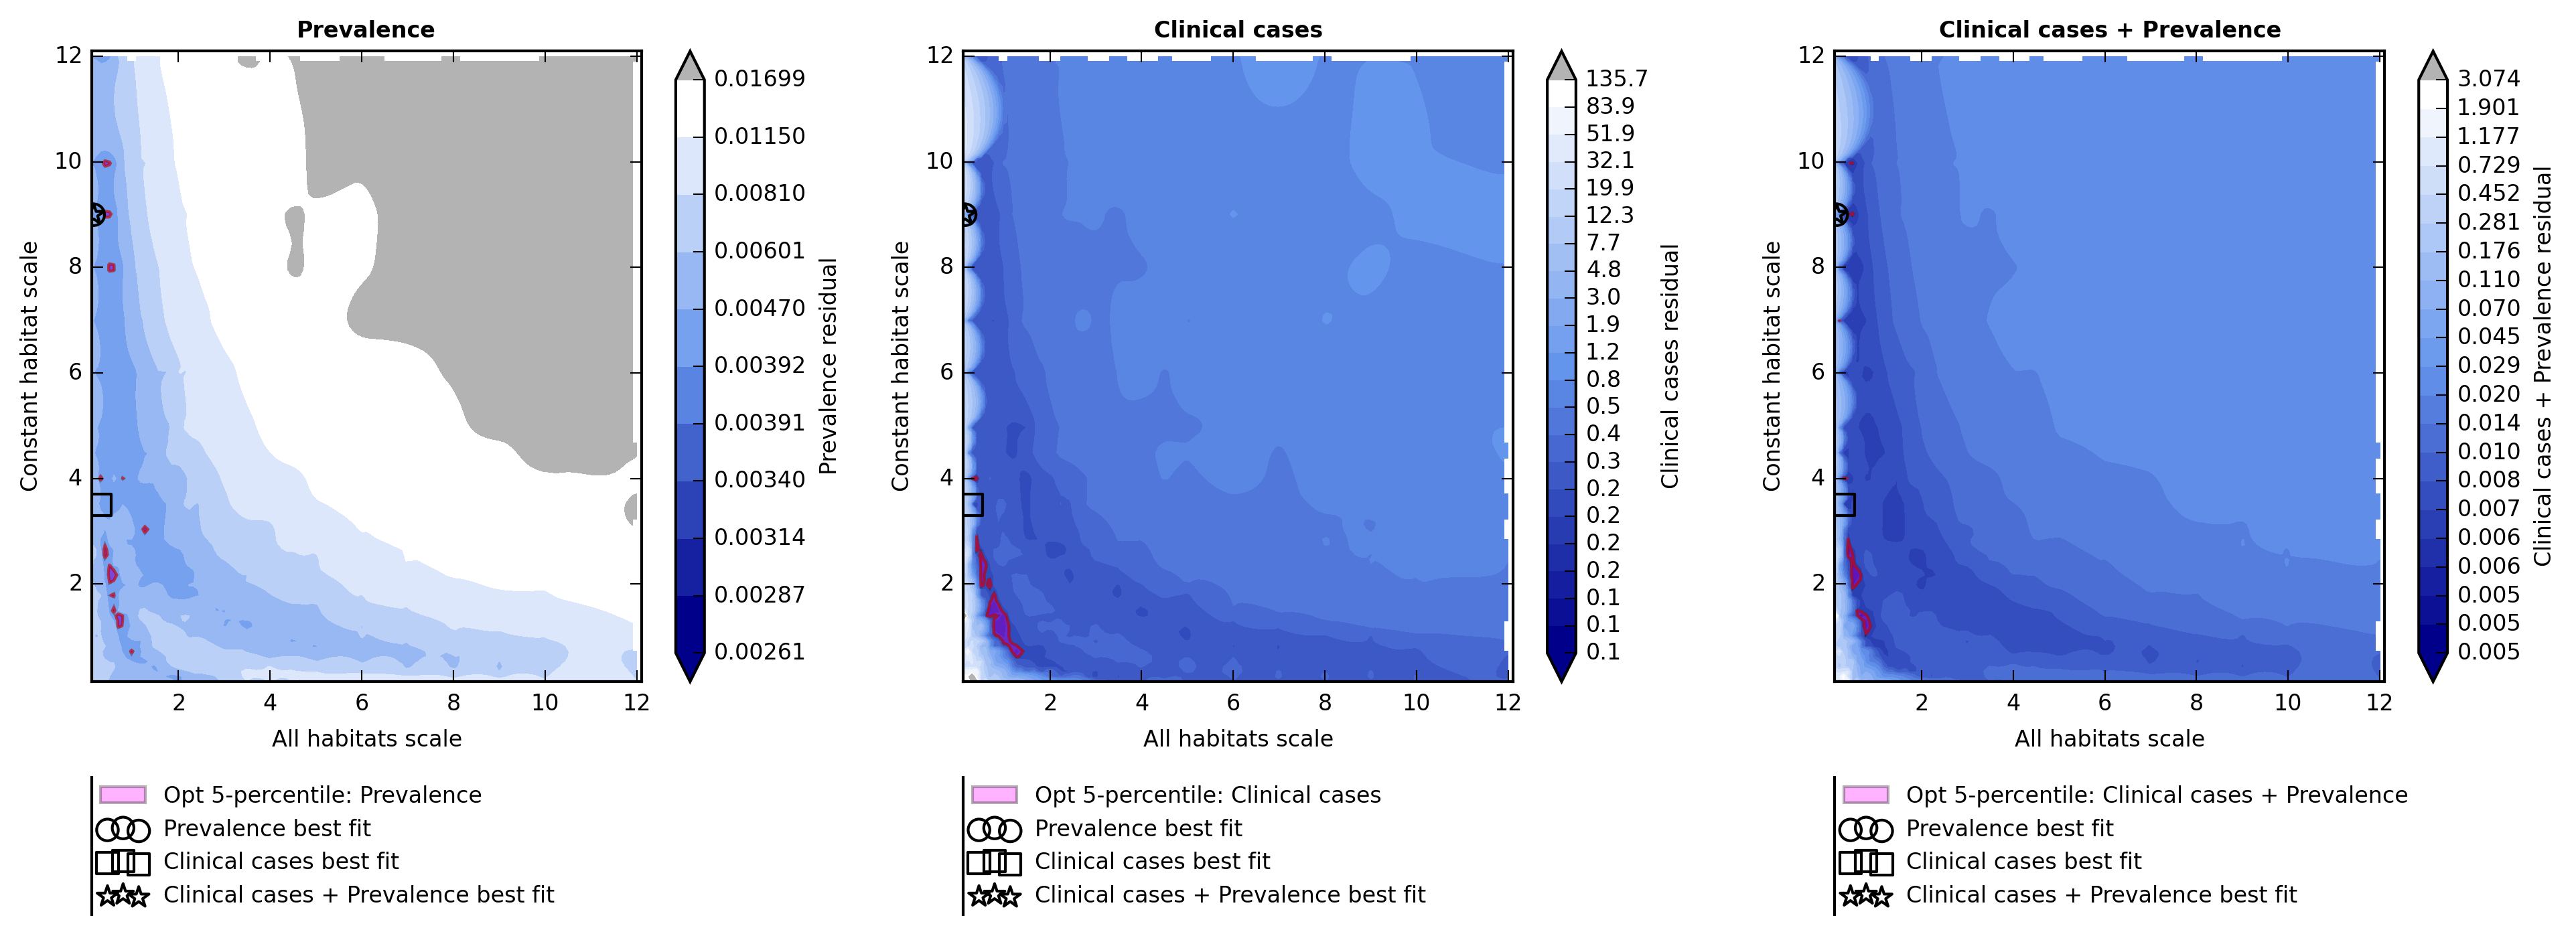 Prevalence
Constant habitat scale
12
10
8
6
4
2
2 4 6 8 10 12
All habitats scale
0.01699
0.01150
0.00810
0.00601
0.00470
0.00392
0.00391
0.00340
0.00314
0.00287
0.00261
Prevalence residual
Opt 5-percentile: Prevalence
Prevalence best fit
Clinical cases best fit
Clinical cases + Prevalence best fit
Clinical cases
Constant habitat scale
12
10
8
6
4
2
2 4 6 8 10 12
All habitats scale
135.7
83.9
51.9
32.1
19.9
12.3
7.7
4.8
3.0
1.9
1.2
0.8
0.5
0.4
0.3
0.2
0.2
0.2
0.2
0.1
0.1
0.1
Clinical cases residual
Opt 5-percentile: Clinical cases
Prevalence best fit
Clinical cases best fit
Clinical cases + Prevalence best fit
Clinical cases + Prevalence
Constant habitat scale
12
10
8
6
4
2
2 4 6 8 10 12
All habitats scale
3.074
1.901
1.177
0.729
0.452
0.281
0.176
0.110
0.070
0.045
0.029
0.020
0.014
0.010
0.008
0.007
0.006
0.006
0.005
0.005
0.005
Clinical cases + Prevalence residual
Opt 5-percentile: Clinical cases + Prevalence
Prevalence best fit
Clinical cases best fit
Clinical cases + Prevalence best fit